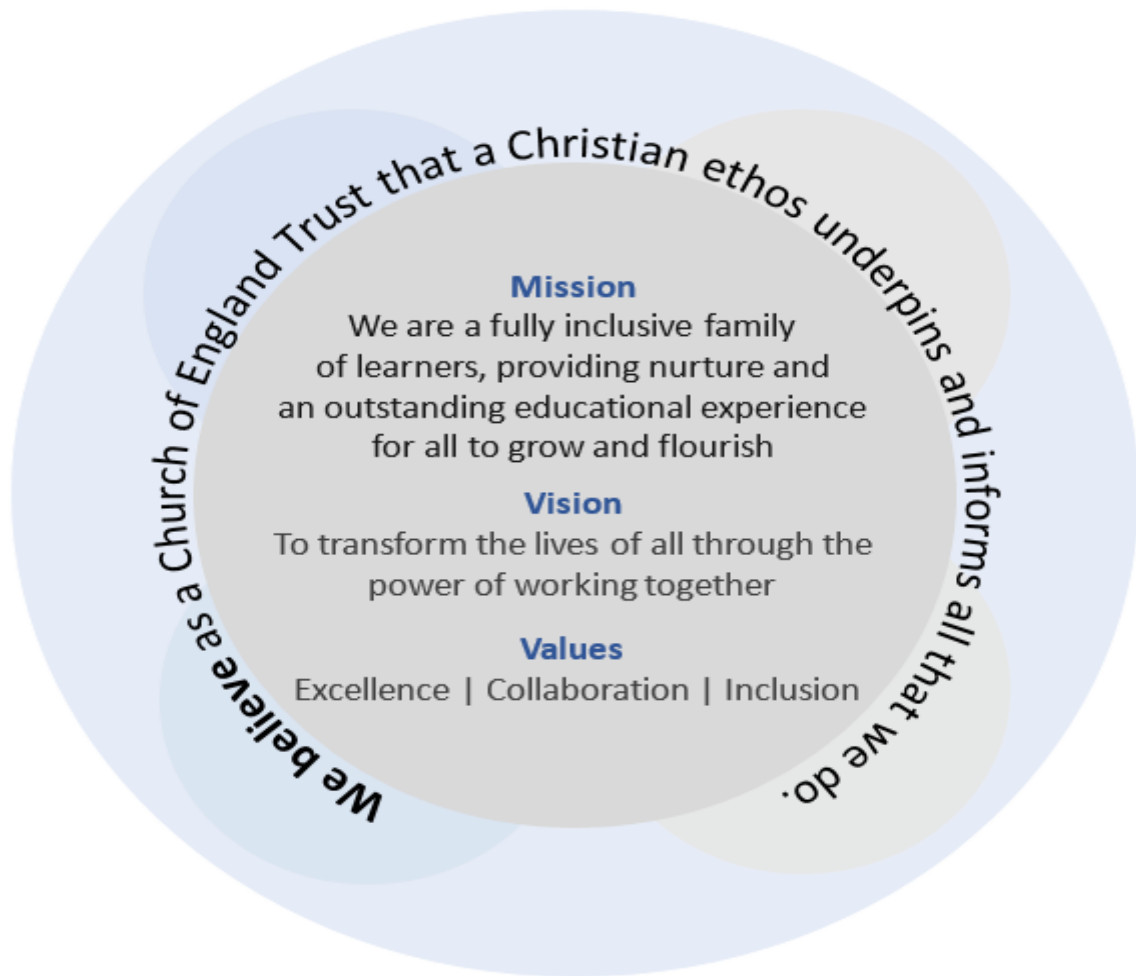 We believe as a Church of England Trust that a Christian ethos underpins and informs all that we do.
Mission
We are a fully inclusive family
of learners, providing nurture and
an outstanding educational experience
for all to grow and flourish
Vision
To transform the lives of all through the
power of working together
Values
Excellence | Collaboration | Inclusion